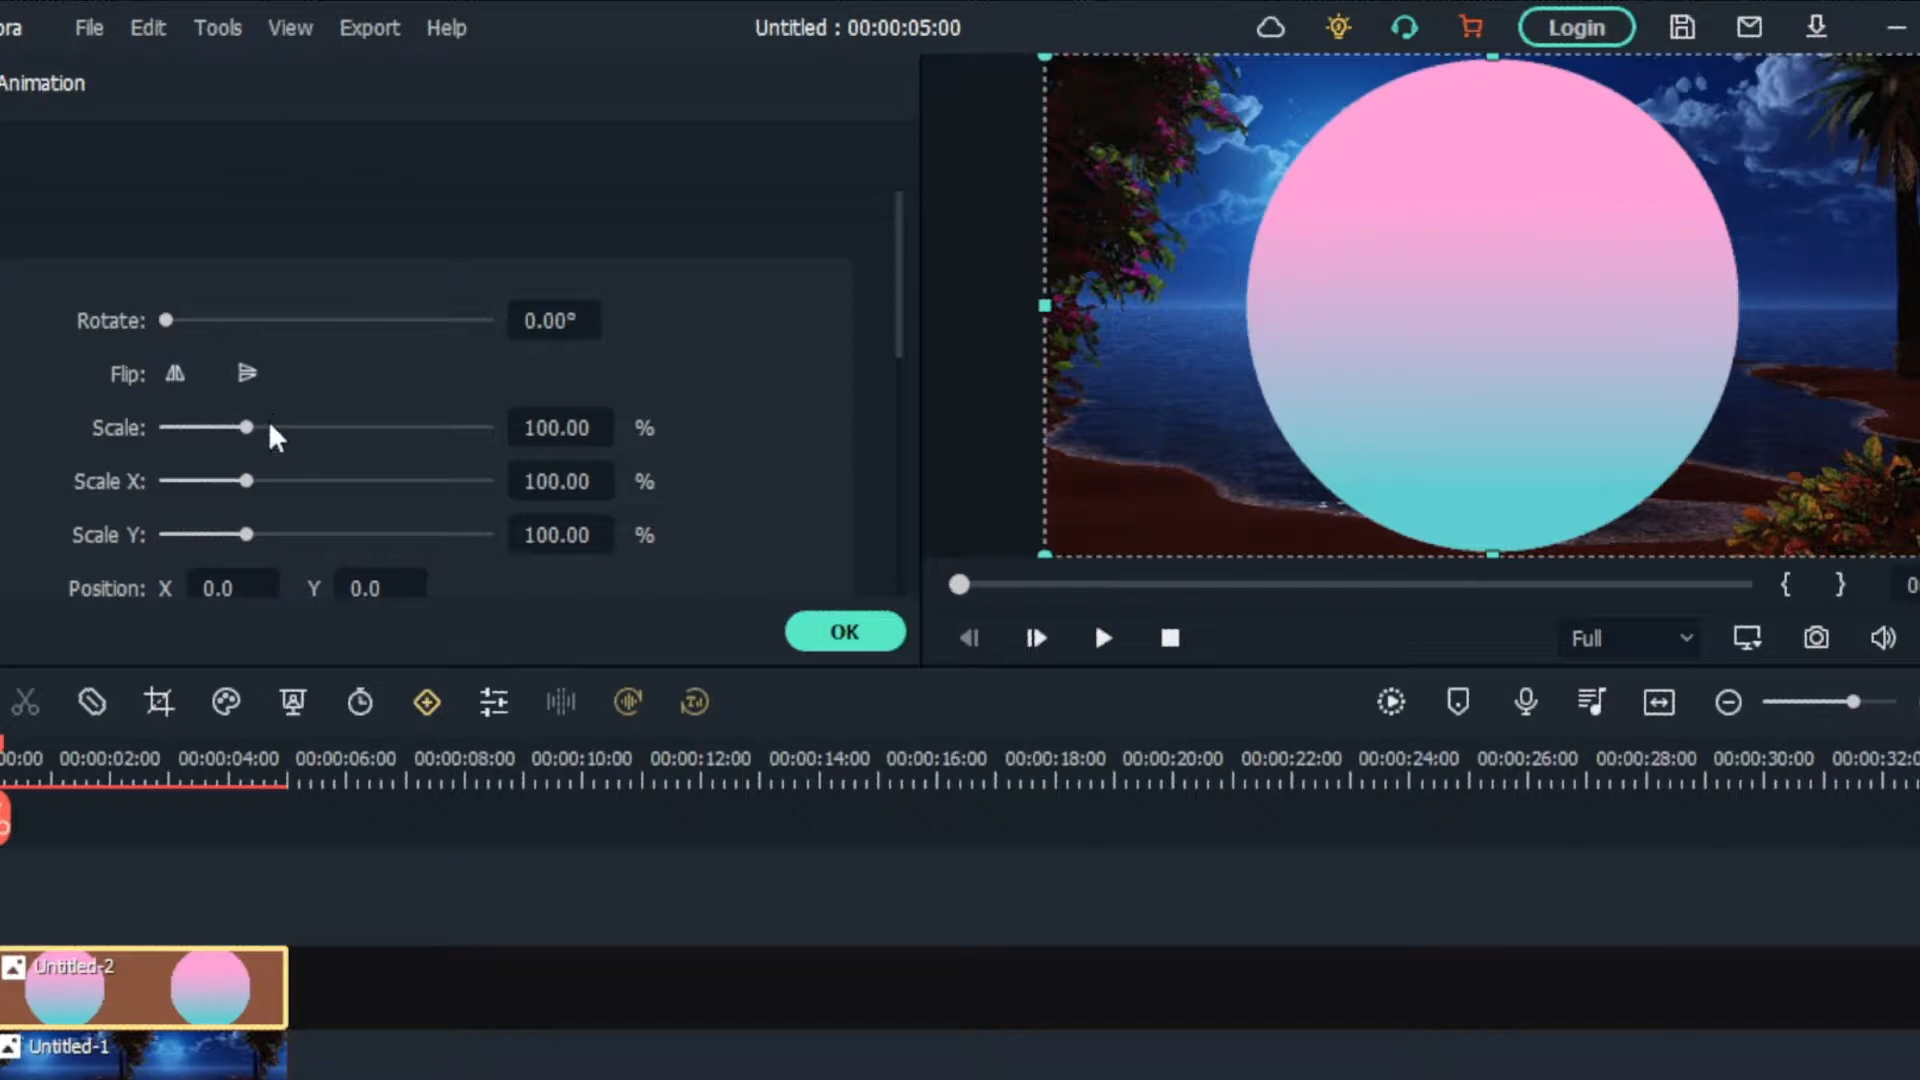 ora File Edit Tools View Export Help Untitled : 00:00:05:00 Login
Animation
Rotate: 0.00°
Flip:
Scale: 100.00 %
Scale X: 100.00 %
Scale Y: 100.00 %
Position: X 0.0 Y 0.0
OK
{ } 0
Full
00:00 00:00:02:00 00:00:04:00 00:00:06:00 00:00:08:00 00:00:10:00 00:00:12:00 00:00:14:00 00:00:16:00 00:00:18:00 00:00:20:00 00:00:22:00 00:00:24:00 00:00:26:00 00:00:28:00 00:00:30:00 00:00:32:0
Untitled-2
Untitled-1